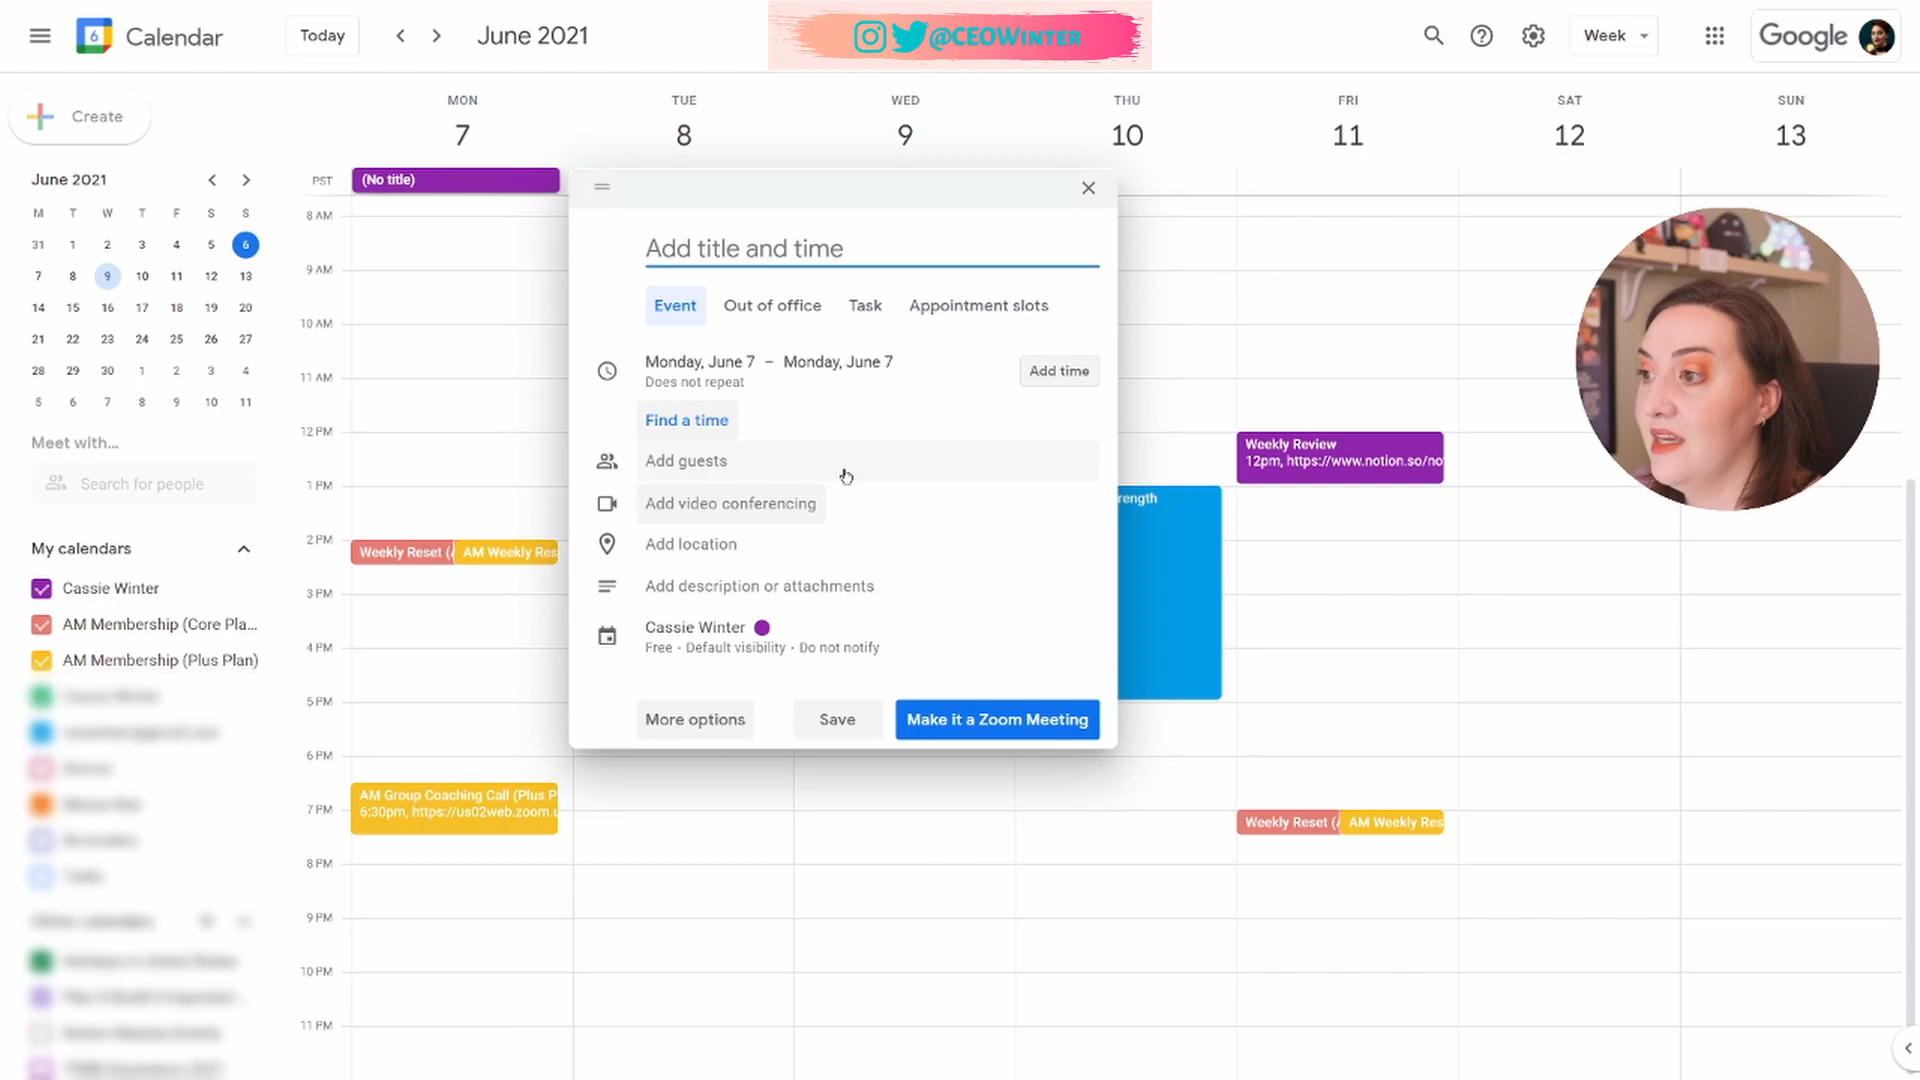 6
Calendar
Today
June 2021
@CEOWinter
Week
Google
Create
June 2021
M T W T F S S
31 1 2 3 4 5 6
7 8 9 10 11 12 13
14 15 16 17 18 19 20
21 22 23 24 25 26 27
28 29 30 1 2 3 4
5 6 7 8 9 10 11
Meet with...
Search for people
My calendars
Cassie Winter
AM Membership (Core Pla...
AM Membership (Plus Plan)
MON TUE WED THU FRI SAT SUN
7 8 9 10 11 12 13
PST
(No title)
8 AM
9 AM
10 AM
11 AM
12 PM
1 PM
2 PM
3 PM
4 PM
5 PM
6 PM
7 PM
8 PM
9 PM
10 PM
11 PM
Weekly Reset (
AM Weekly Res
AM Group Coaching Call (Plus P
6:30pm, https://us02web.zoom.u
Add title and time
Event Out of office Task Appointment slots
Monday, June 7 – Monday, June 7
Does not repeat
Add time
Find a time
Add guests
Add video conferencing
Add location
Add description or attachments
Cassie Winter
Free • Default visibility • Do not notify
More options Save Make it a Zoom Meeting
rength
Weekly Review
12pm, https://www.notion.so/no
Weekly Reset (
AM Weekly Res